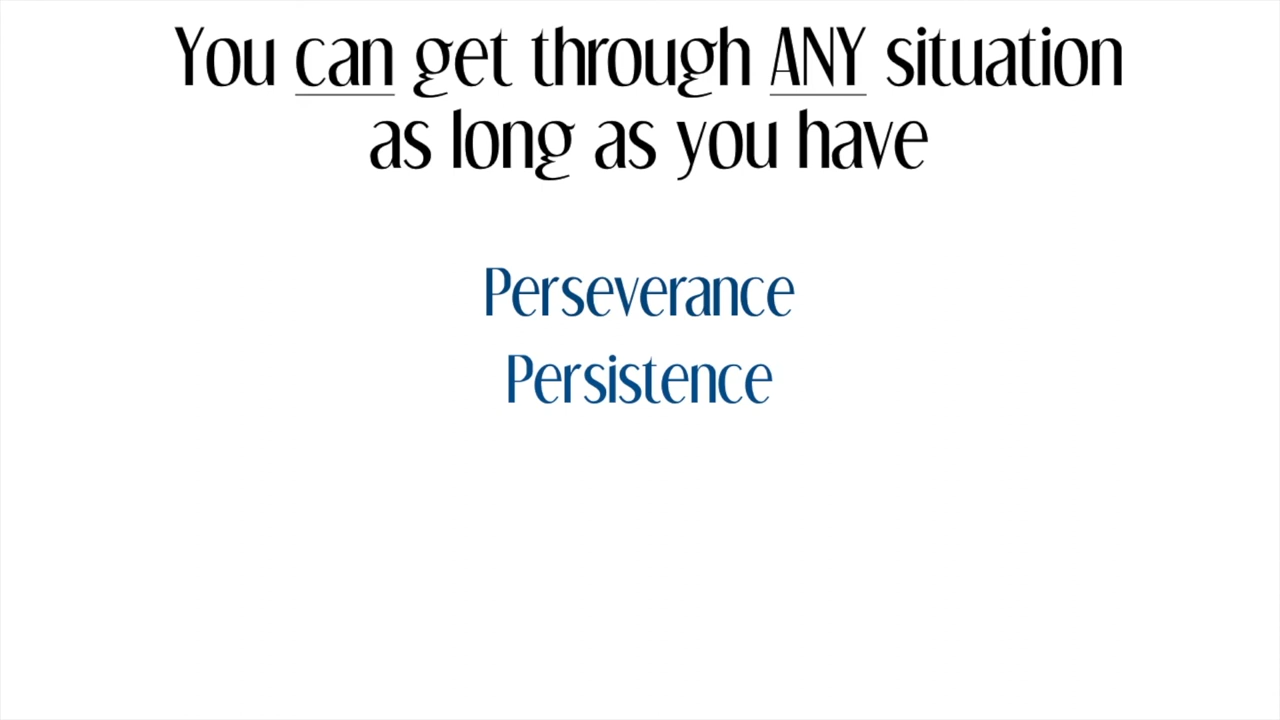 You can get through ANY situation
as long as you have
Perseverance
Persistence